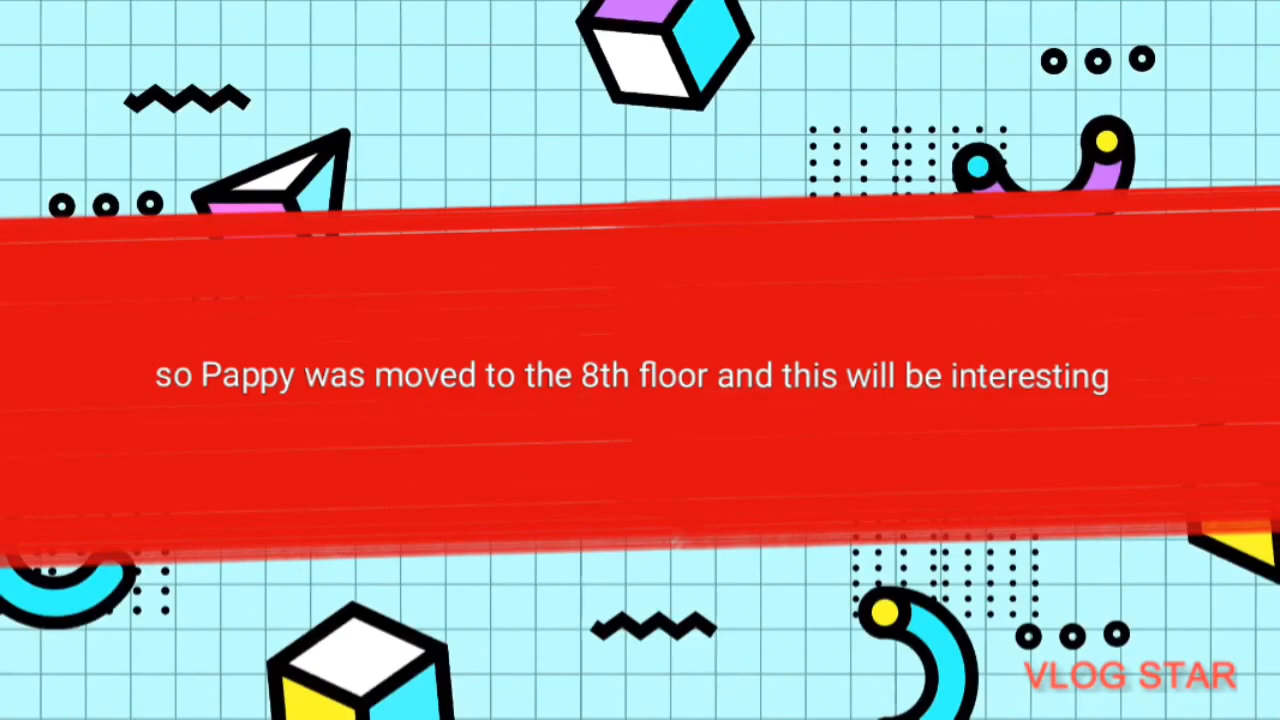 so Pappy was moved to the 8th floor and this will be interesting
VLOG STAR